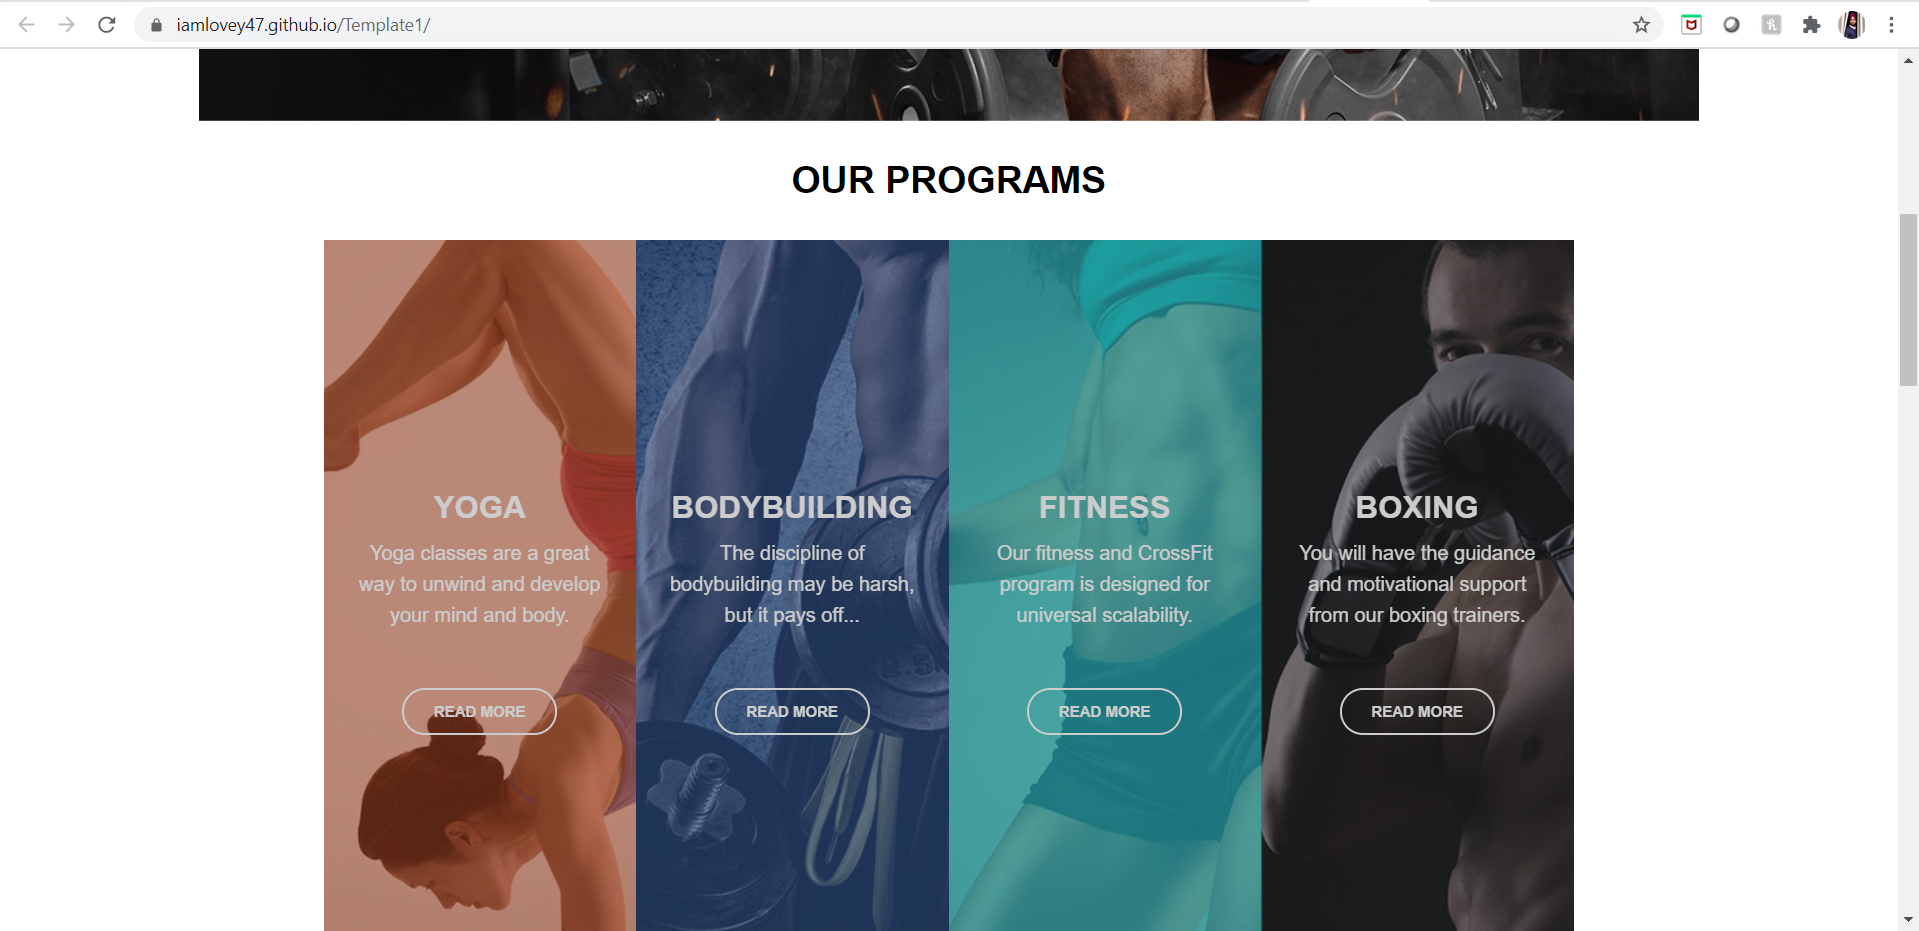 iamlovey47.github.io/Template1/
OUR PROGRAMS
YOGA
Yoga classes are a great
way to unwind and develop
your mind and body.
READ MORE
BODYBUILDING
The discipline of
bodybuilding may be harsh,
but it pays off...
READ MORE
FITNESS
Our fitness and CrossFit
program is designed for
universal scalability.
READ MORE
BOXING
You will have the guidance
and motivational support
from our boxing trainers.
READ MORE